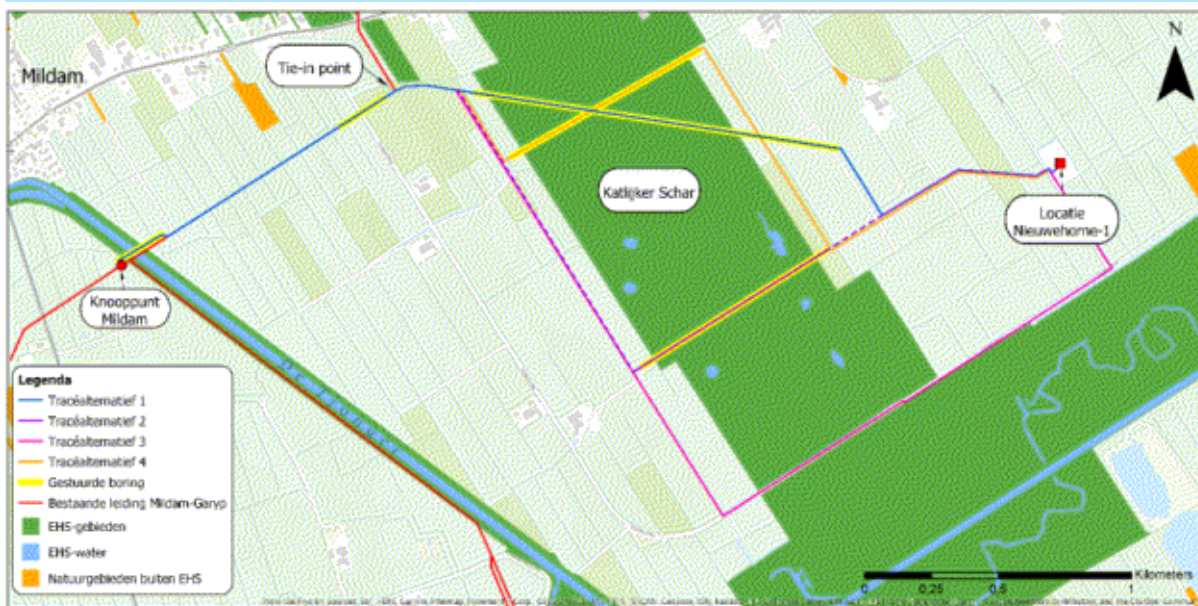 N
Tie-in point
Mildam
Katlijker Schar
Locatie
Nieuwehorne-1
Knooppunt
Mildam
Legenda
Tracéalternatief 1
Tracéalternatief 2
Tracéalternatief 3
Tracéalternatief 4
Gestuurde boring
Bestaande leiding Mildam-Garyp
EHS-gebieden
EHS-water
Natuurgebieden buiten EHS
Kilometers
0 0,25 0,5 1